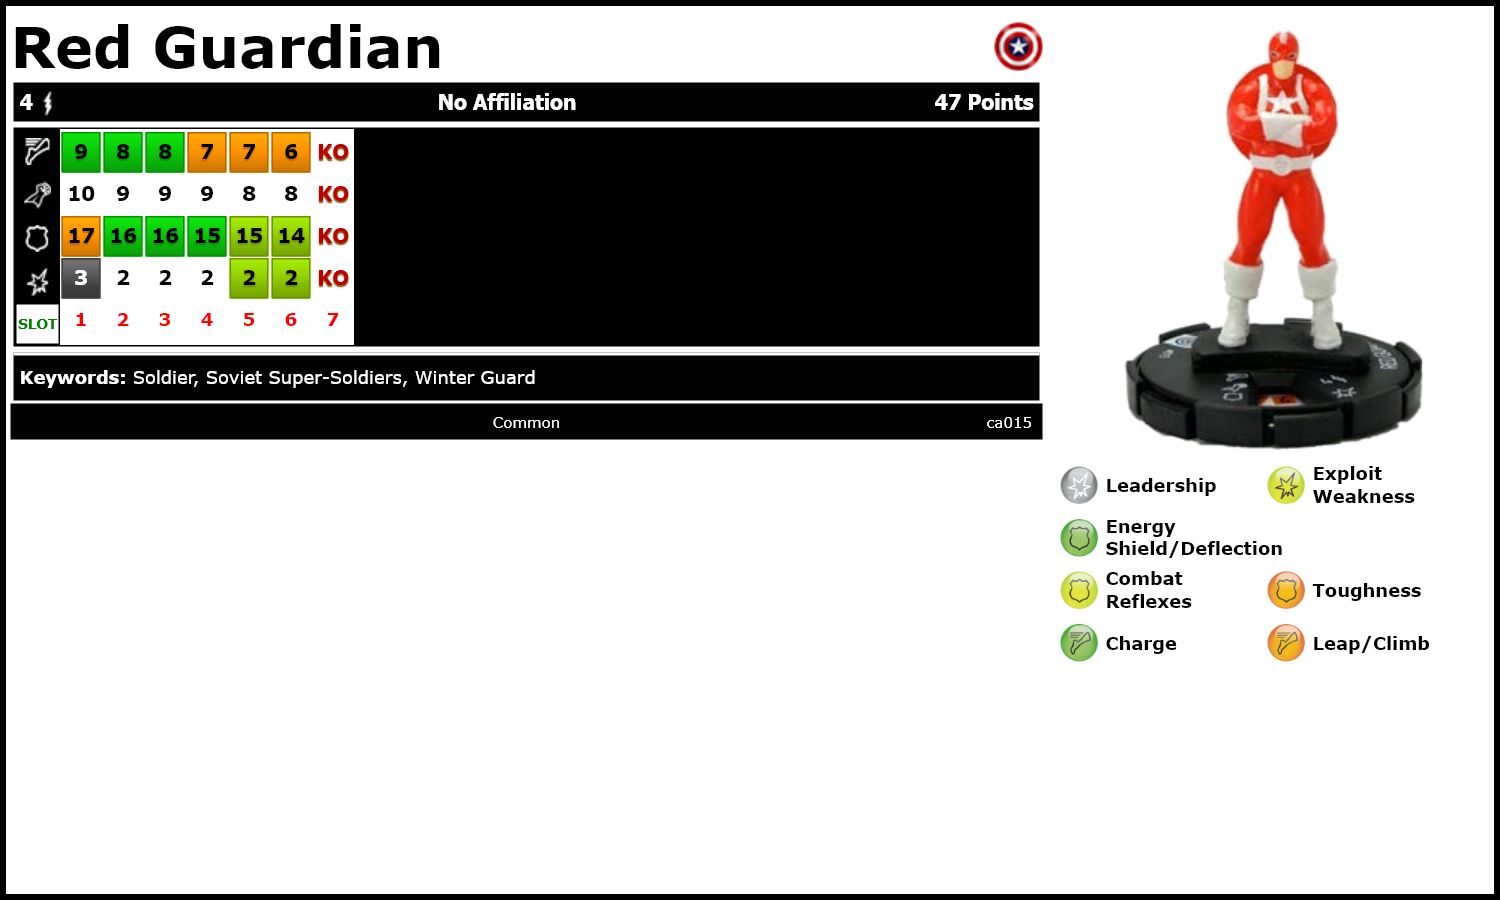 Red Guardian
4 No Affiliation 47 Points
9 8 8 7 7 6 KO
10 9 9 9 8 8 KO
17 16 16 15 15 14 KO
3 2 2 2 2 2 KO
SLOT 1 2 3 4 5 6 7
Keywords: Soldier, Soviet Super-Soldiers, Winter Guard
Common ca015
Leadership
Exploit
Weakness
Energy
Shield/Deflection
Combat
Reflexes
Toughness
Charge
Leap/Climb